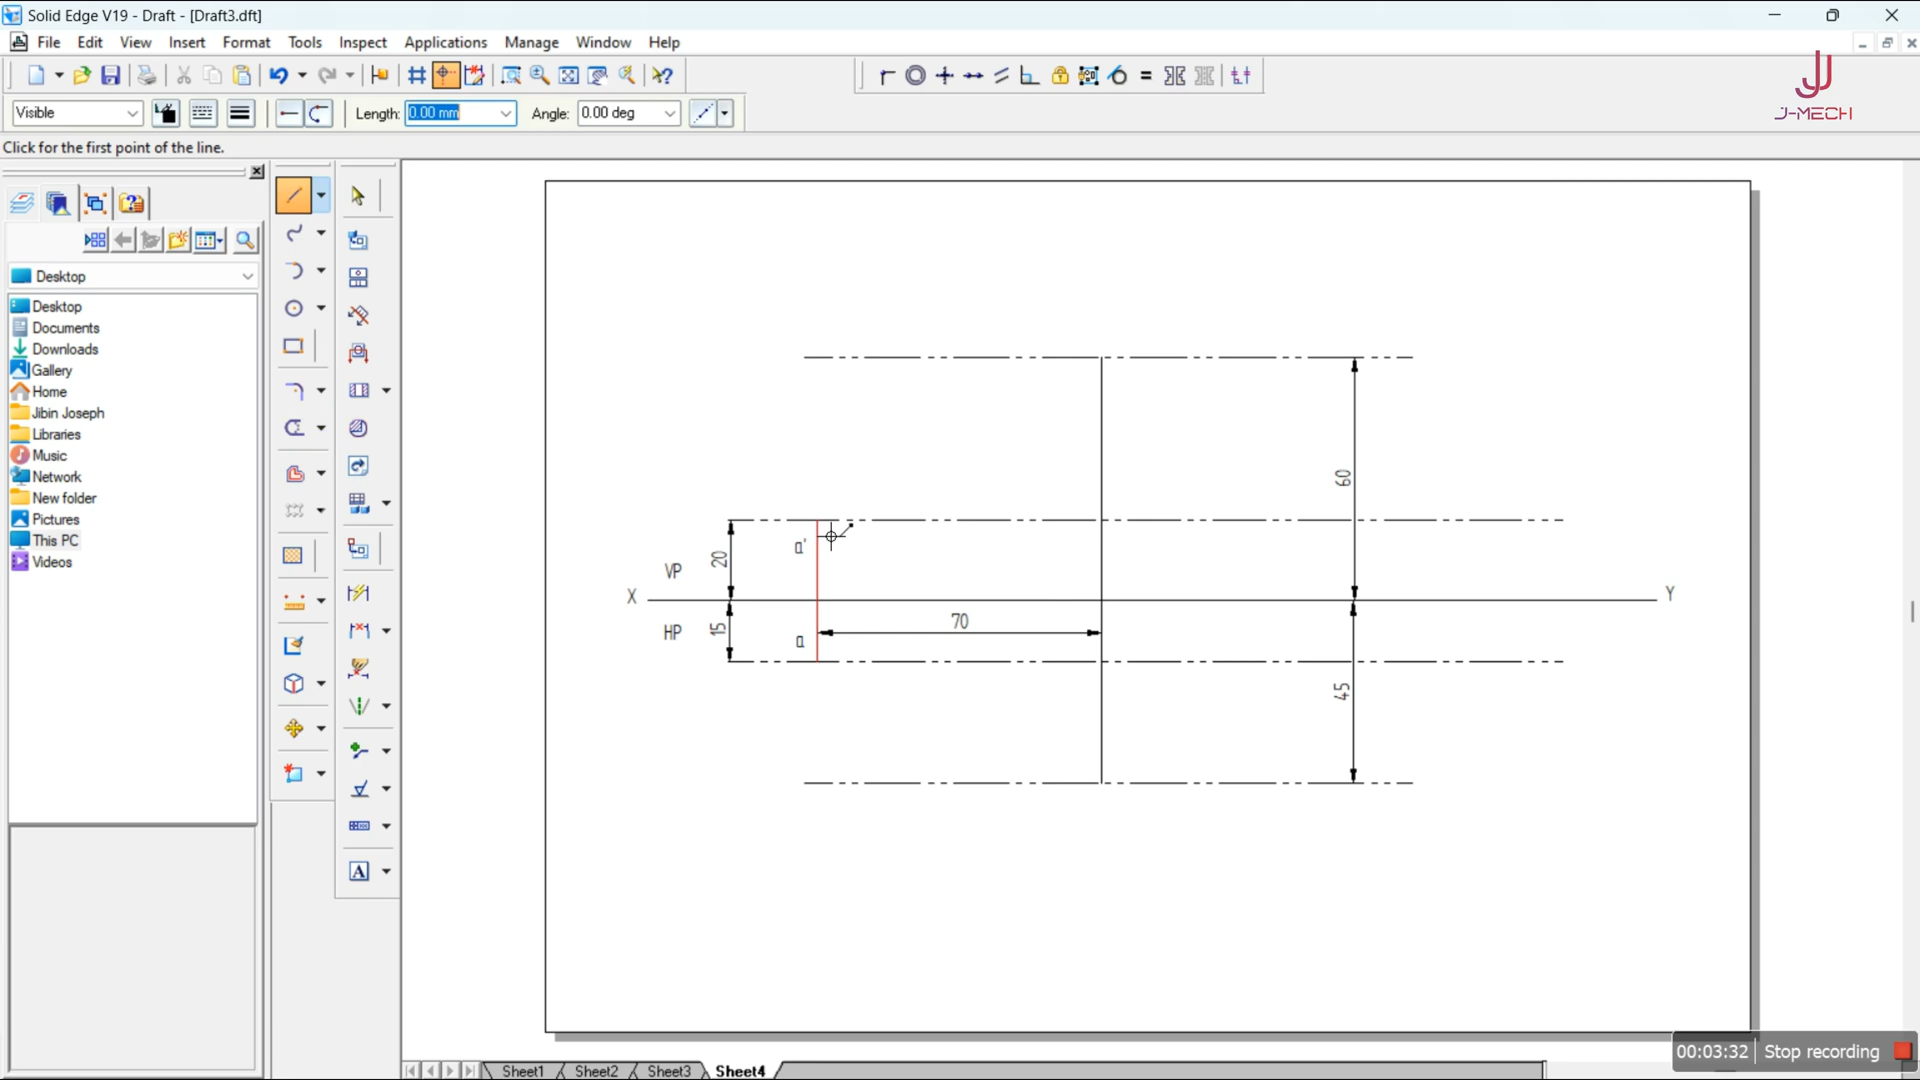 Solid Edge V19 - Draft - [Draft3.dft]
File Edit View Insert Format Tools Inspect Applications Manage Window Help
J-MECH
Visible Length: 0.00 mm Angle: 0.00 deg
Click for the first point of the line.
Desktop
Desktop
Documents
Downloads
Gallery
Home
Jibin Joseph
Libraries
Music
Network
New folder
Pictures
This PC
Videos
A
60
a'
20
VP
X
Y
HP
15
70
a
45
Sheet1 Sheet2 Sheet3 Sheet4
00:03:32 Stop recording